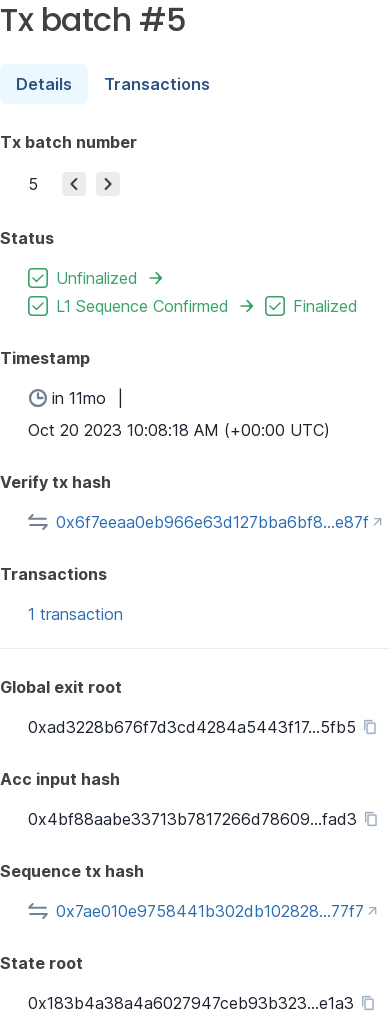 Tx batch #5
Details Transactions
Tx batch number
5
Status
Unfinalized
L1 Sequence Confirmed Finalized
Timestamp
in 11mo |
Oct 20 2023 10:08:18 AM (+00:00 UTC)
Verify tx hash
0x6f7eeaa0eb966e63d127bba6bf8...e87f
Transactions
1 transaction
Global exit root
0xad3228b676f7d3cd4284a5443f17...5fb5
Acc input hash
0x4bf88aabe33713b7817266d78609...fad3
Sequence tx hash
0x7ae010e9758441b302db102828...77f7
State root
0x183b4a38a4a6027947ceb93b323...e1a3